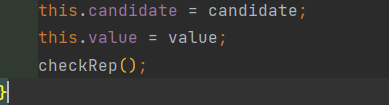 this.candidate = candidate;
this.value = value;
checkRep();
}